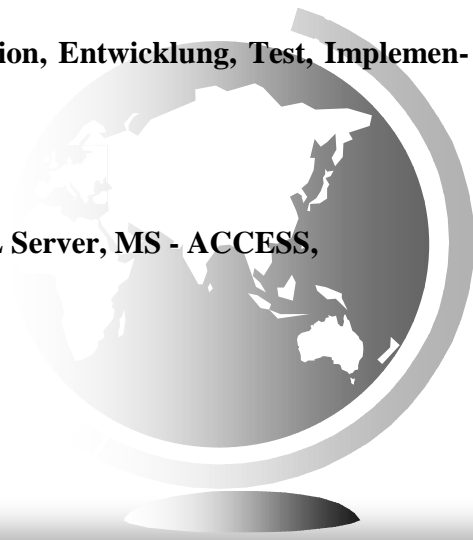 ion, Entwicklung, Test, Implemen-
Server, MS - ACCESS,